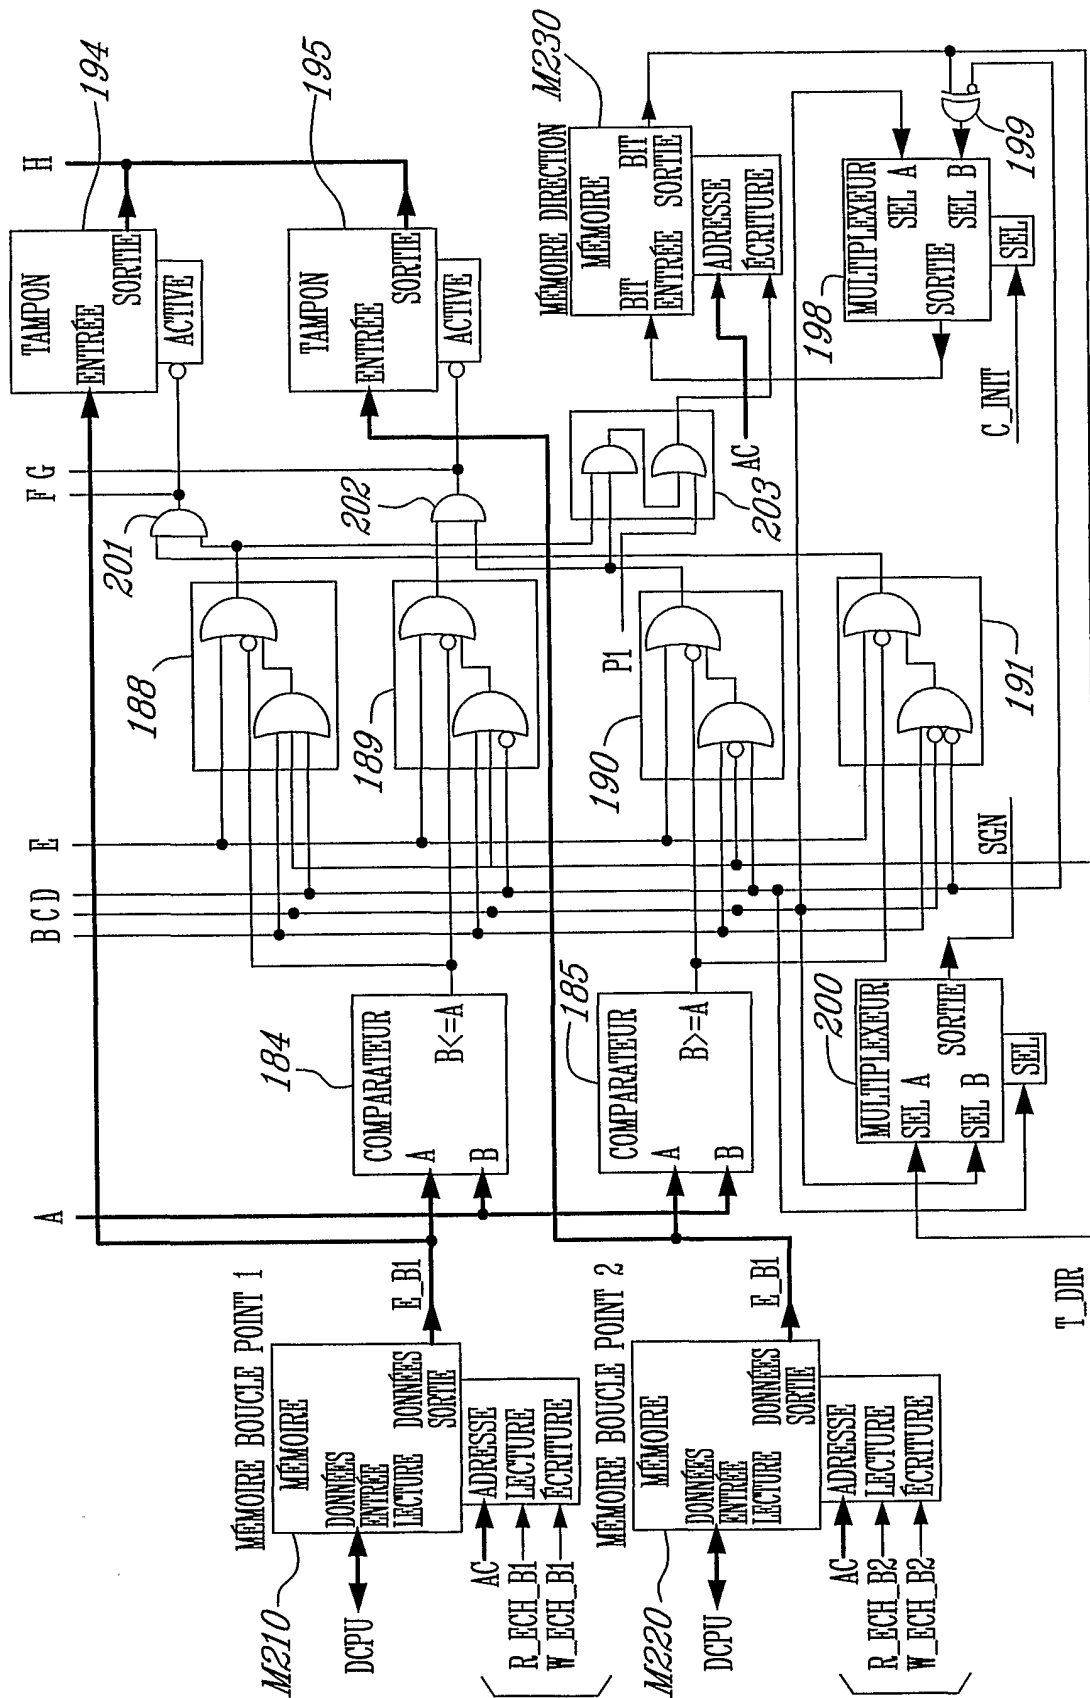 H
194
TAMPON
ENTRÉE
SORTIE
ACTIVE
195
TAMPON
ENTRÉE
SORTIE
ACTIVE
M230
MÉMOIRE DIRECTION
MÉMOIRE
BIT
ENTRÉE
BIT
SORTIE
ADRESSE
ÉCRITURE
AC
198
MULTIPLEXEUR
SEL A
SEL B
SORTIE
SEL
C_INIT
199
F G
201
202
203
P1
188
189
190
191
E
B C D
SGN
184
COMPARATEUR
A
B
B<=A
185
COMPARATEUR
A
B
B>=A
200
MULTIPLEXEUR
SEL A
SEL B
SORTIE
SEL
T_DIR
A
MÉMOIRE BOUCLE POINT 1
M210
MÉMOIRE
DONNÉES
ENTRÉE
LECTURE
DONNÉES
SORTIE
E_B1
ADRESSE
LECTURE
ÉCRITURE
DCPU
AC
R_ECH_B1
W_ECH_B1
MÉMOIRE BOUCLE POINT 2
M220
MÉMOIRE
DONNÉES
ENTRÉE
LECTURE
DONNÉES
SORTIE
E_B1
ADRESSE
LECTURE
ÉCRITURE
DCPU
AC
R_ECH_B2
W_ECH_B2